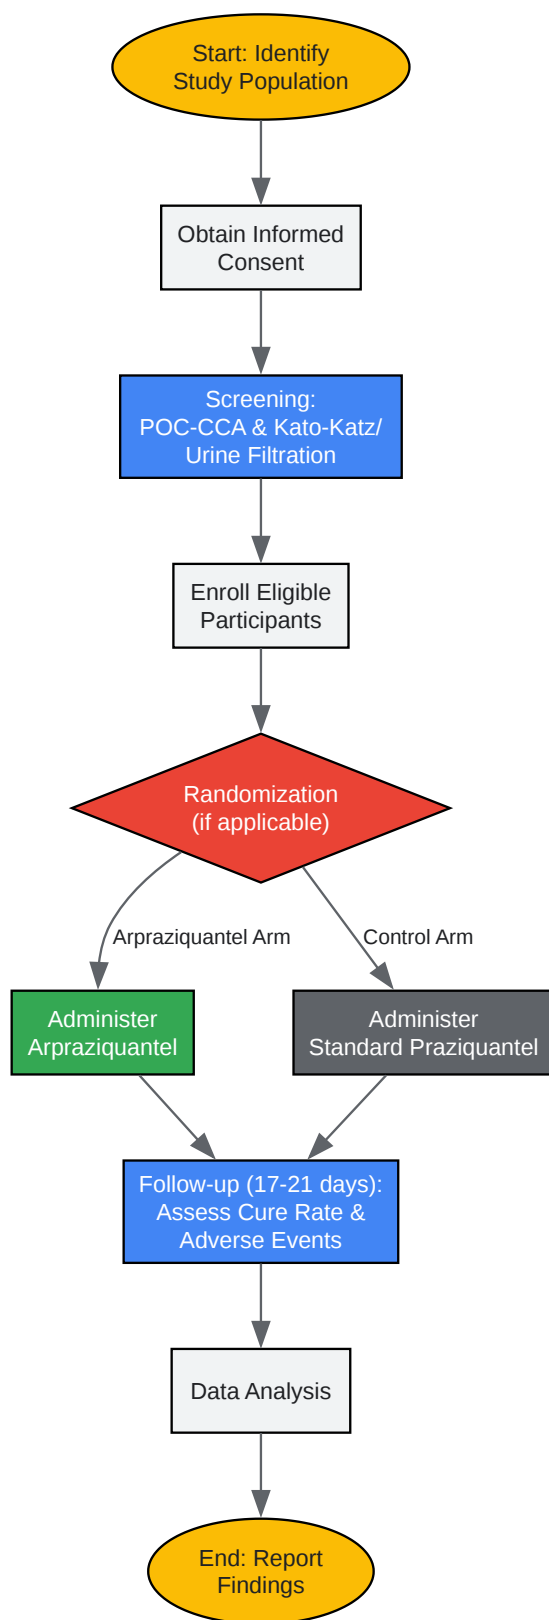 Start: Identify
Study Population
Obtain Informed
Consent
Screening:
POC-CCA & Kato-Katz/
Urine Filtration
Enroll Eligible
Participants
Randomization
(if applicable)
Arpraziquantel Arm
Control Arm
Administer
Arpraziquantel
Administer
Standard Praziquantel
Follow-up (17-21 days):
Assess Cure Rate &
Adverse Events
Data Analysis
End: Report
Findings